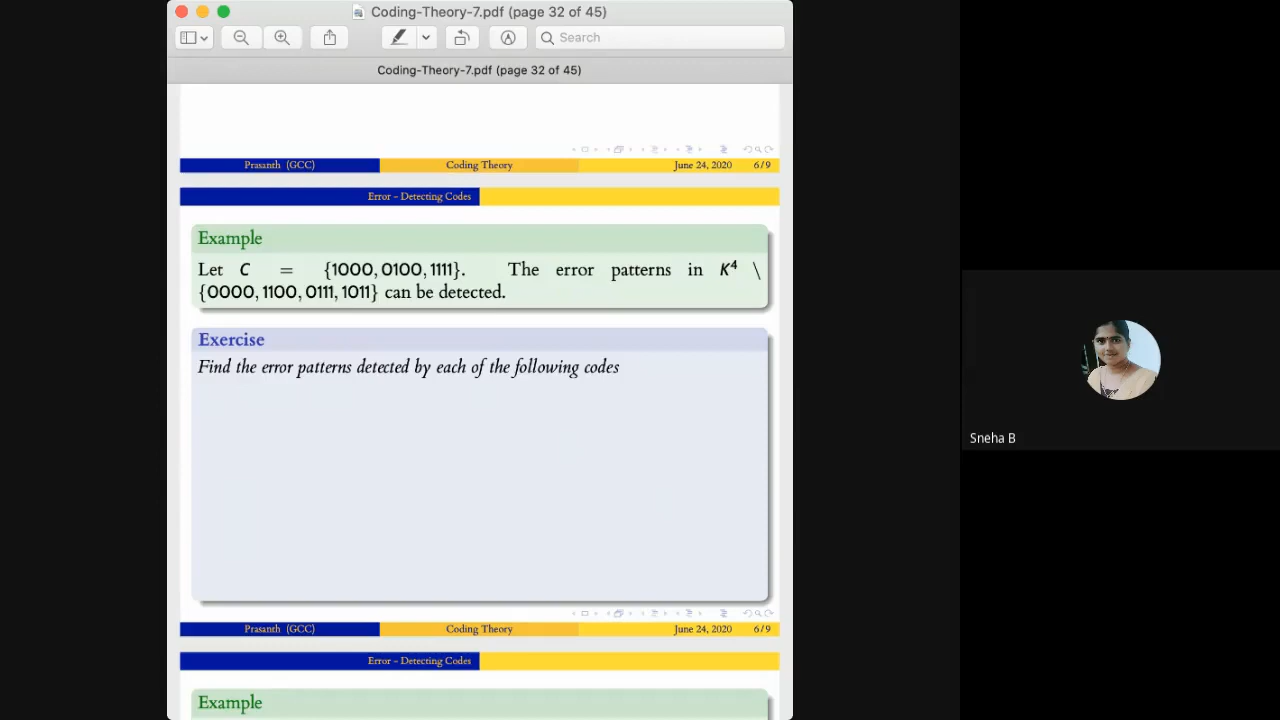 Coding-Theory-7.pdf (page 32 of 45)
Search
Coding-Theory-7.pdf (page 32 of 45)
Prasanth (GCC) Coding Theory June 24, 2020 6/9
Error – Detecting Codes
Example
Let C = {1000, 0100, 1111}. The error patterns in K⁴ \
{0000, 1100, 0111, 1011} can be detected.
Exercise
Find the error patterns detected by each of the following codes
Prasanth (GCC) Coding Theory June 24, 2020 6/9
Error – Detecting Codes
Example
Sneha B